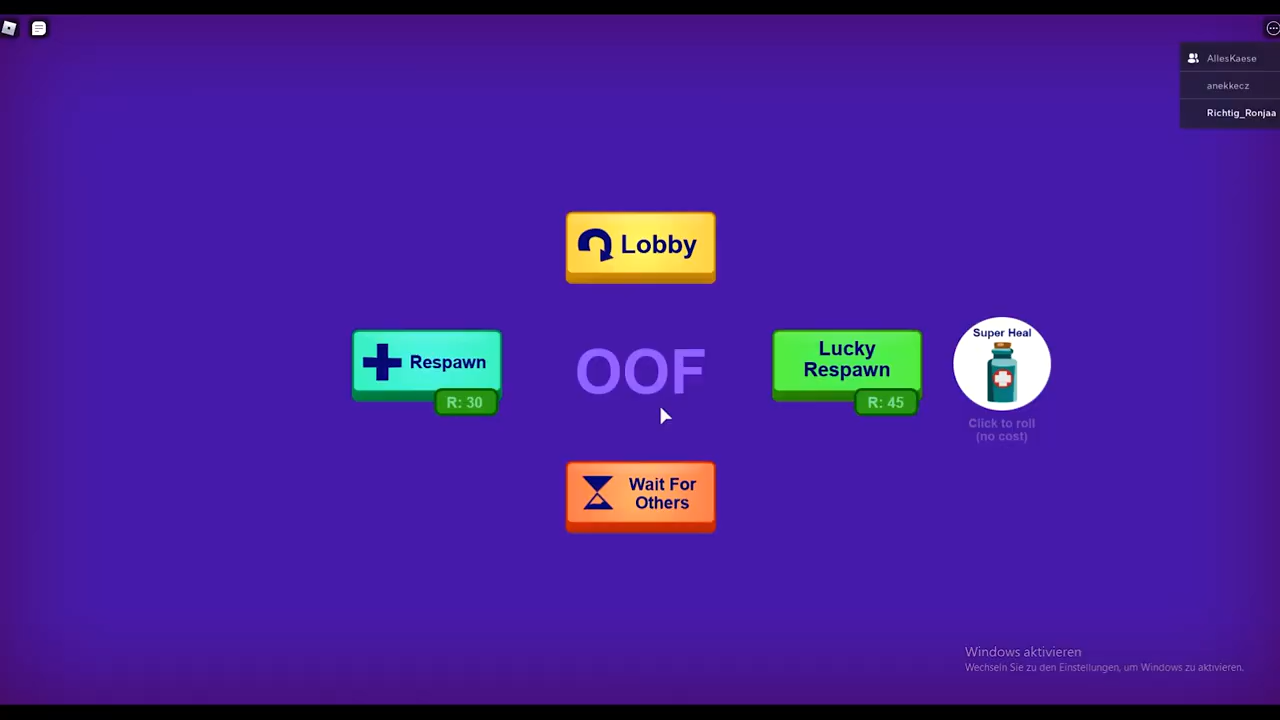 AllesKaese
anekkecz
Richtig_Ronjaa
Lobby
Respawn
R: 30
OOF
Lucky
Respawn
R: 45
Super Heal
Click to roll
(no cost)
Wait For
Others
Windows aktivieren
Wechseln Sie zu den Einstellungen, um Windows zu aktivieren.